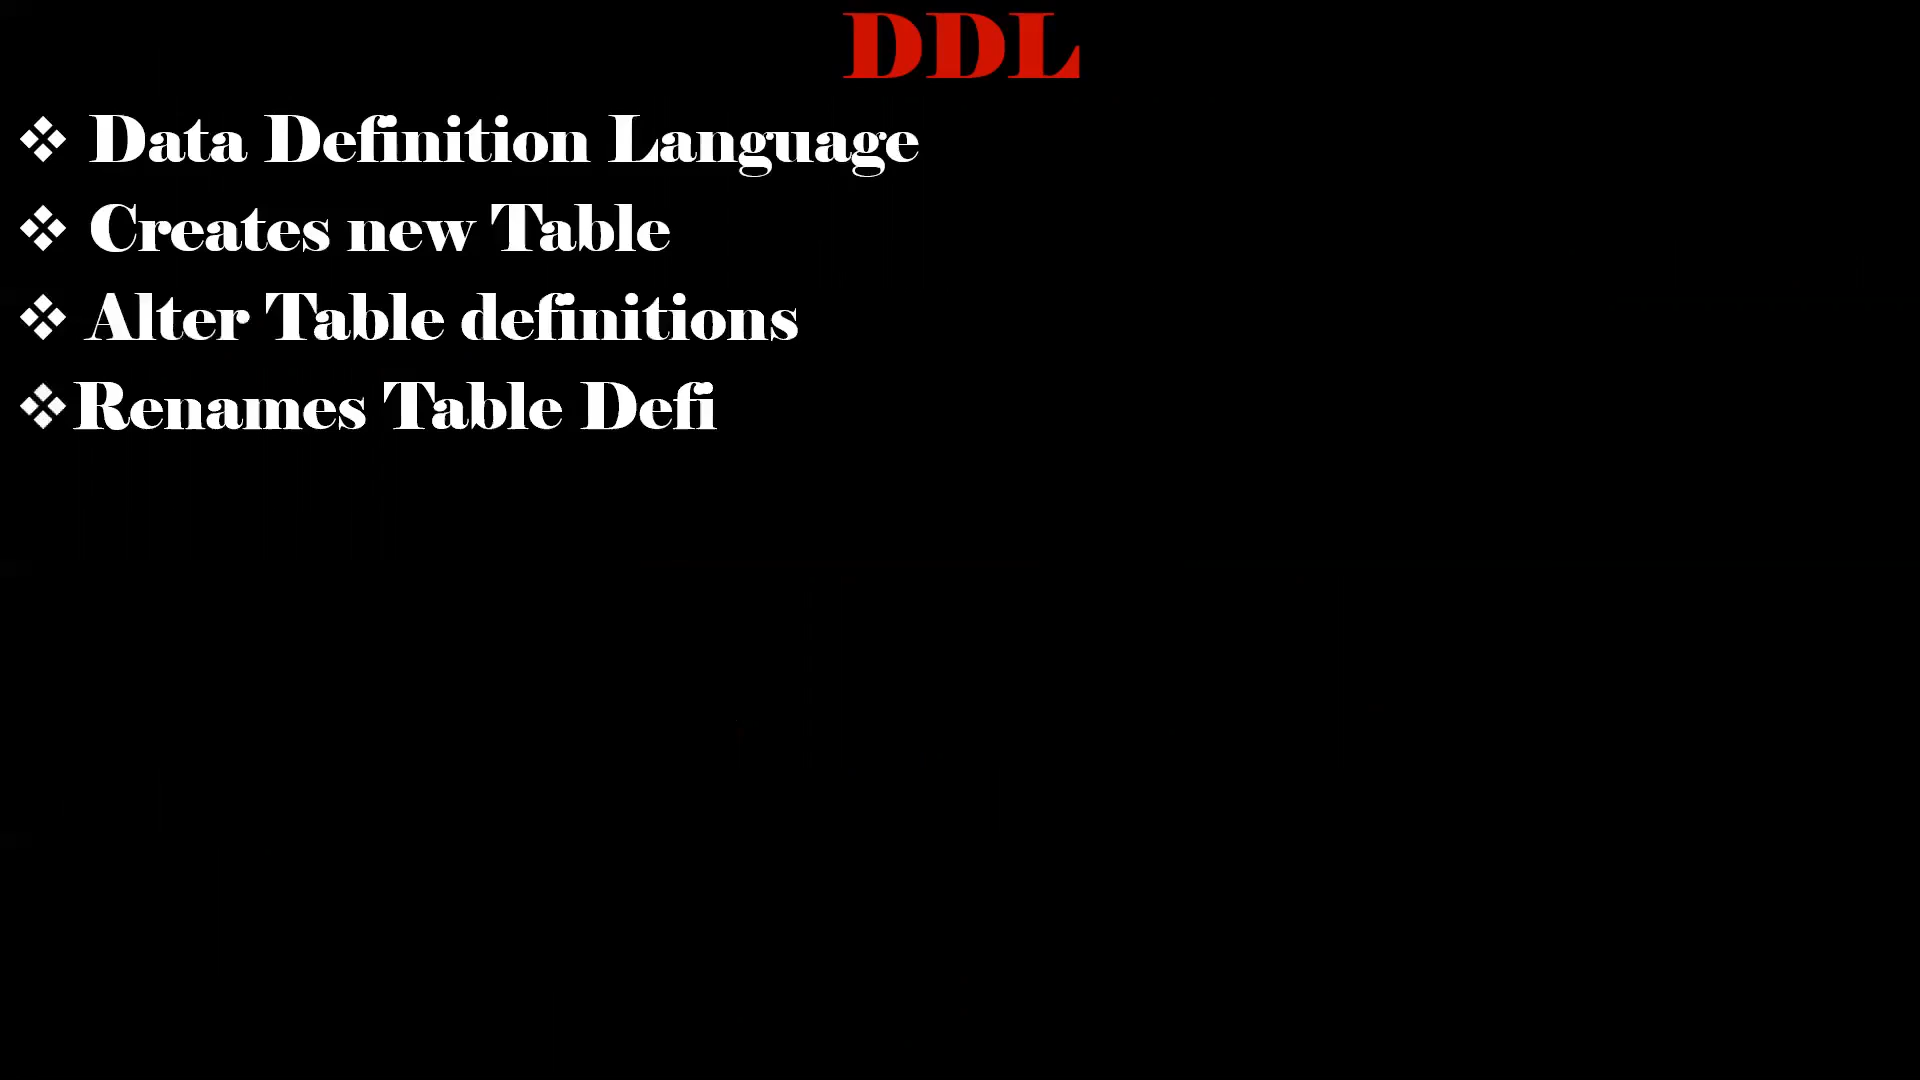 DDL
❖ Data Definition Language
❖ Creates new Table
❖ Alter Table definitions
❖Renames Table Defi